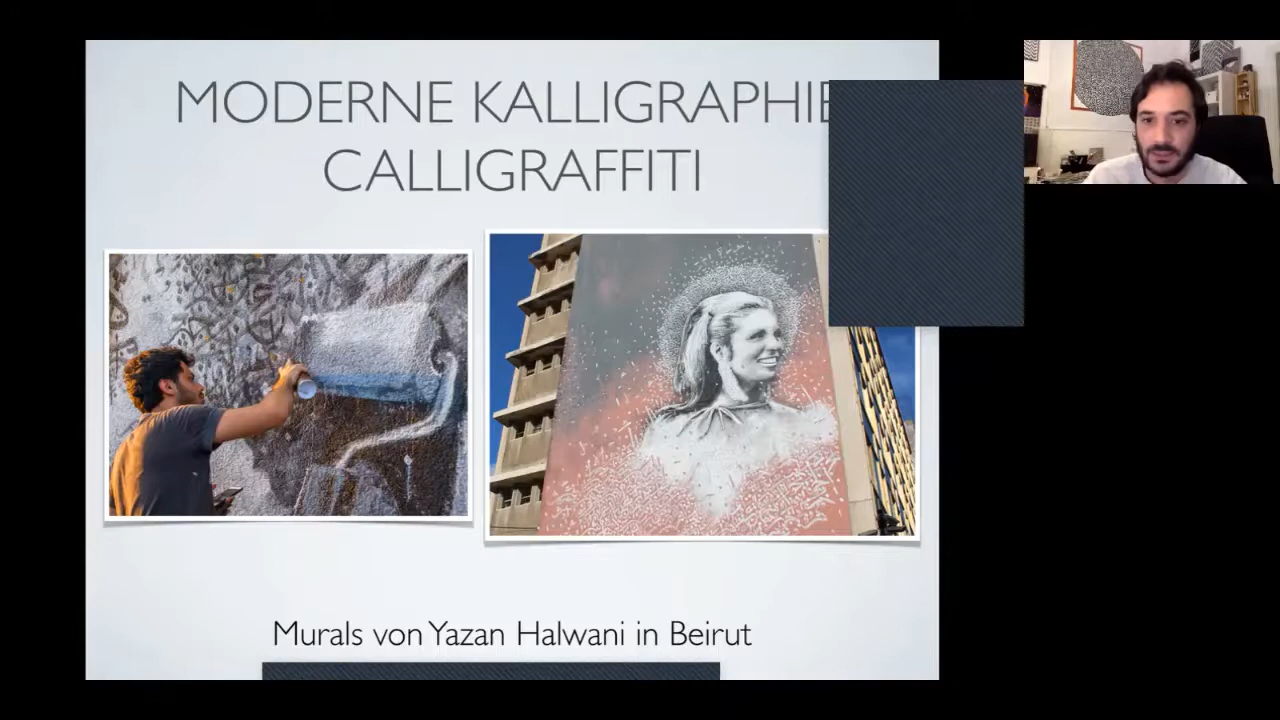 MODERNE KALLIGRAPHIE
CALLIGRAFFITI
Murals von Yazan Halwani in Beirut